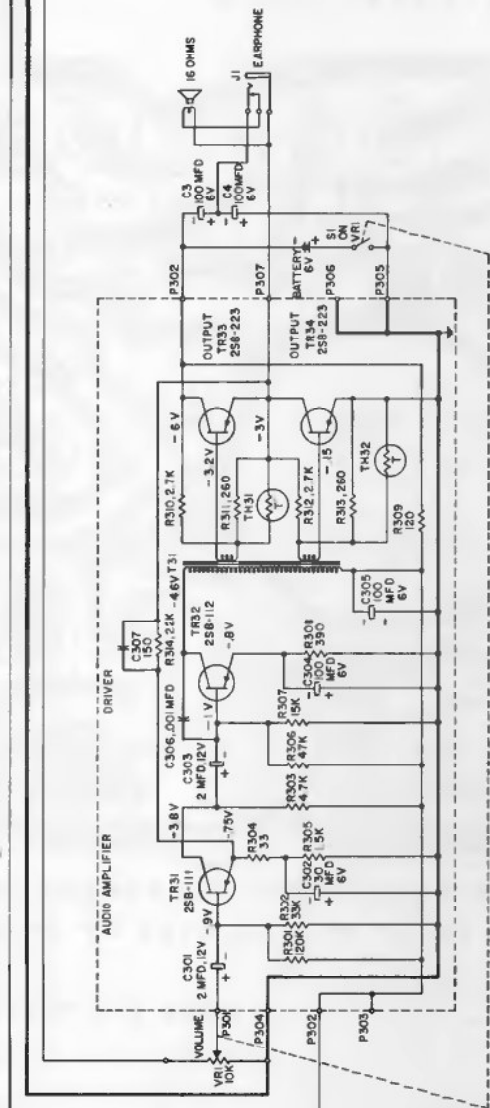 AUDIO AMPLIFIER
DRIVER
C307
150
R314, 2.2K
OUTPUT
TR33
2SB-223
P302
C3
100 MFD
6V
C4
100MFD
6V
16 OHMS
J1
EARPHONE
TR31
2SB-111
-3.8V
-.9V
.75V
C301
2 MFD,12V
C303
2 MFD,12V
C306,.001MFD
TR32
2SB-112
-4.6V
T31
-.1V
-.8V
R310, 2.7K
-6V
-3.2V
R311, 260
TH31
T
-3V
P307
OUTPUT
TR34
2SB-223
R312, 2.7K
-.15
R313, 260
TH32
T
BATTERY
6V
S1
ON
VR1
P306
P305
R309
120
C305
100
MFD
6V
R304
33
R303
4.7K
R306
47K
R307
15K
C304
100
MFD
6V
R301
390
R301
120K
R332
33K
C302
30
MFD
6V
R305
1.5K
VOLUME
VR1
10K
P301
P304
P302
P303